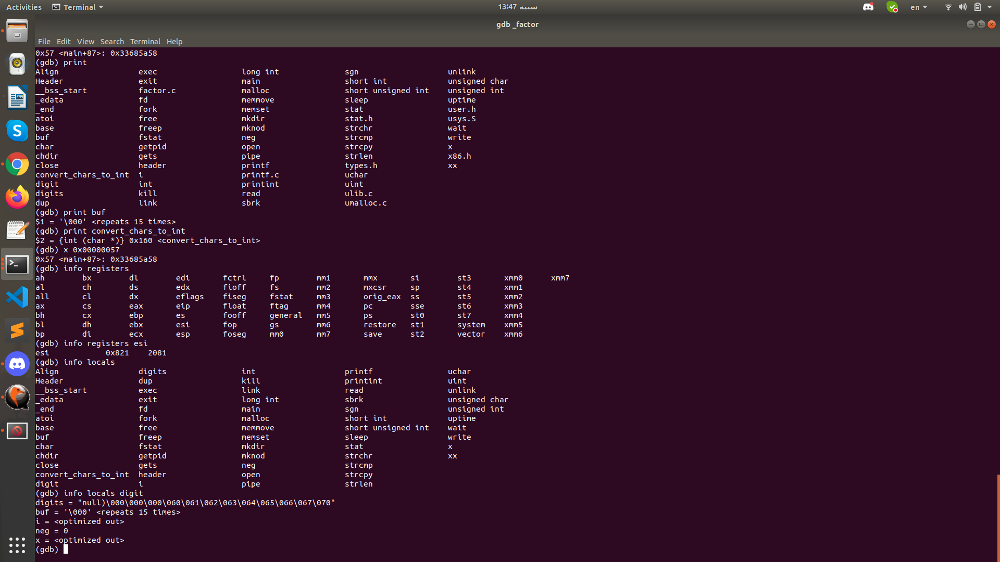 Activities Terminal شنبه 13:47 en
gdb _factor
File Edit View Search Terminal Help
0x57 <main+87>: 0x33685a58
(gdb) print
Align exec long int sgn unlink
Header exit main short int unsigned char
__bss_start factor.c malloc short unsigned int unsigned int
_edata fd memmove sleep uptime
_end fork memset stat user.h
atoi free mkdir stat.h usys.S
base freep mknod strchr wait
buf fstat neg strcmp write
char getpid open strcpy x
chdir gets pipe strlen x86.h
close header printf types.h xx
convert_chars_to_int i printf.c uchar
digit int printint uint
digits kill read ulib.c
dup link sbrk umalloc.c
(gdb) print buf
$1 = '\000' <repeats 15 times>
(gdb) print convert_chars_to_int
$2 = {int (char *)} 0x160 <convert_chars_to_int>
(gdb) x 0x00000057
0x57 <main+87>: 0x33685a58
(gdb) info registers
ah bx dl edi fctrl fp mm1 mmx si st3 xmm0 xmm7
al ch ds edx fioff fs mm2 mxcsr sp st4 xmm1
all cl dx eflags fiseg fstat mm3 orig_eax ss st5 xmm2
ax cs eax eip float ftag mm4 pc sse st6 xmm3
bh cx ebp es fooff general mm5 ps st0 st7 xmm4
bl dh ebx esi fop gs mm6 restore st1 system xmm5
bp di ecx esp foseg mm0 mm7 save st2 vector xmm6
(gdb) info registers esi
esi 0x821 2081
(gdb) info locals
Align digits int printf uchar
Header dup kill printint uint
__bss_start exec link read unlink
_edata exit long int sbrk unsigned char
_end fd main sgn unsigned int
atoi fork malloc short int uptime
base free memmove short unsigned int wait
buf freep memset sleep write
char fstat mkdir stat x
chdir getpid mknod strchr xx
close gets neg strcmp
convert_chars_to_int header open strcpy
digit i pipe strlen
(gdb) info locals digit
digits = "null)\000\000\000\060\061\062\063\064\065\066\067\070"
buf = '\000' <repeats 15 times>
i = <optimized out>
neg = 0
x = <optimized out>
(gdb)